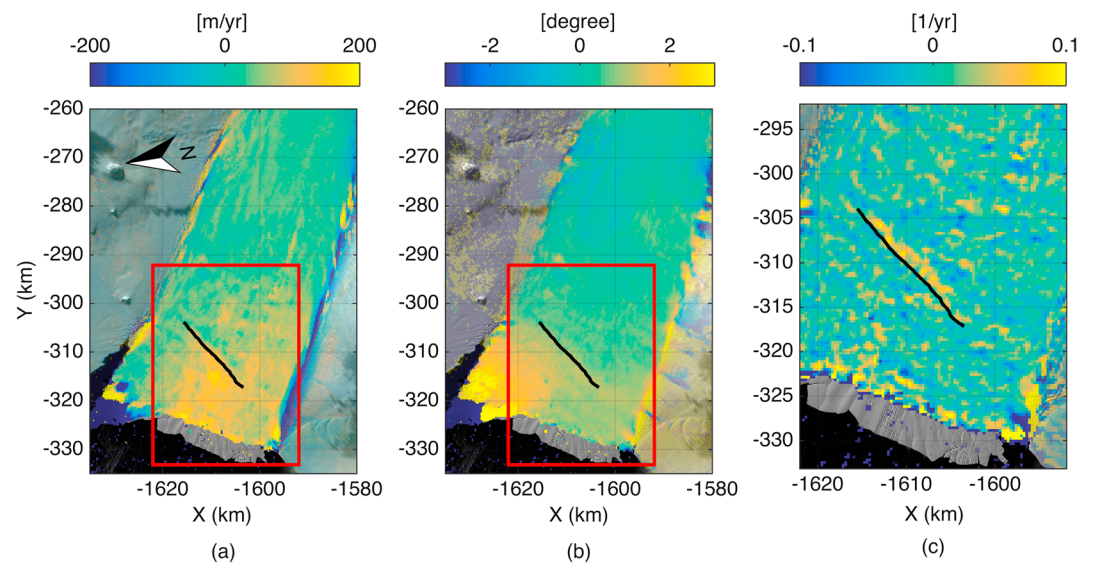 [m/yr] [degree] [1/yr]
-200 0 200 -2 0 2 -0.1 0 0.1
-260 -260
-295
-270 N -270
-300
-280 -280
-305
-290 -290
-310
Y (km) -300 -300
-315
-310 -310
-320
-320 -320
-325
-330 -330 -330
-1620 -1600 -1580 -1620 -1600 -1580 -1620 -1610 -1600
X (km) X (km) X (km)
(a) (b) (c)